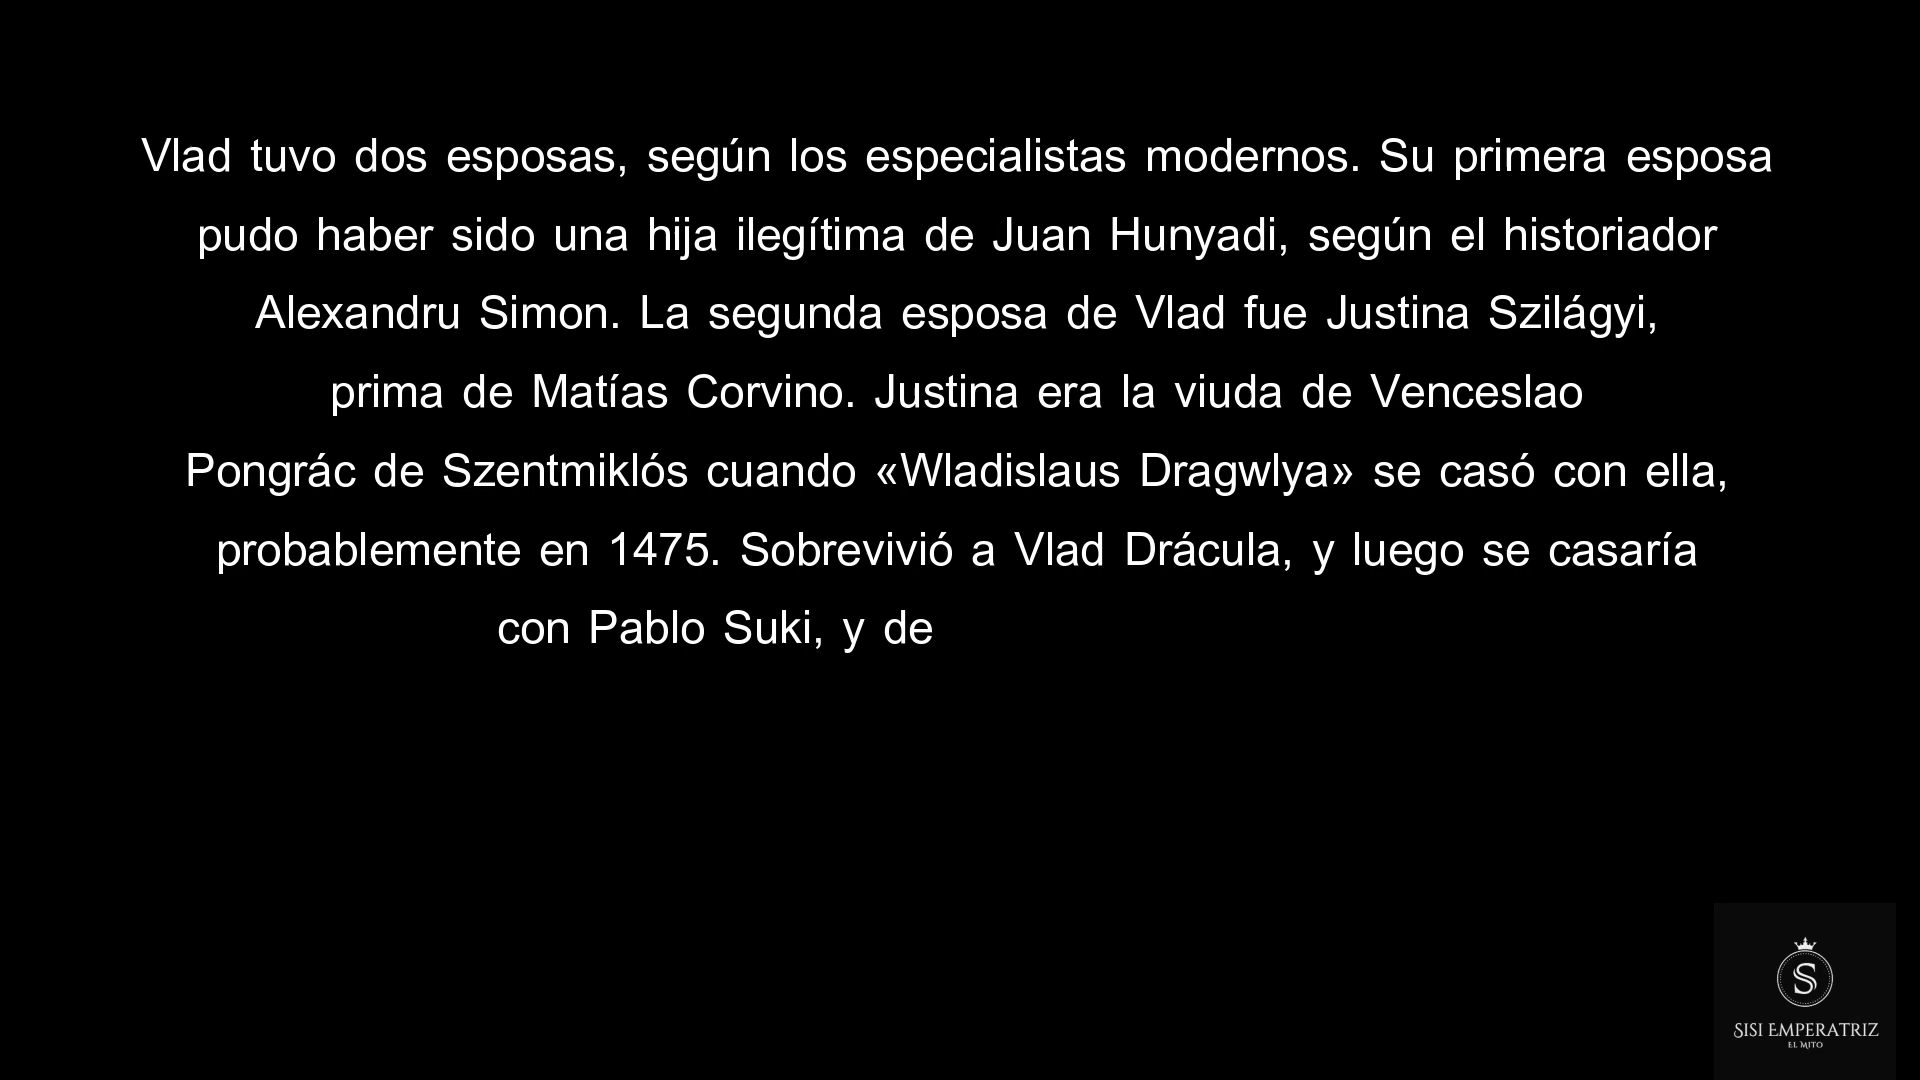 Vlad tuvo dos esposas, según los especialistas modernos. Su primera esposa
pudo haber sido una hija ilegítima de Juan Hunyadi, según el historiador
Alexandru Simon. La segunda esposa de Vlad fue Justina Szilágyi,
prima de Matías Corvino. Justina era la viuda de Venceslao
Pongrác de Szentmiklós cuando «Wladislaus Dragwlya» se casó con ella,
probablemente en 1475. Sobrevivió a Vlad Drácula, y luego se casaría
con Pablo Suki, y de
S
SISI EMPERATRIZ
EL MITO